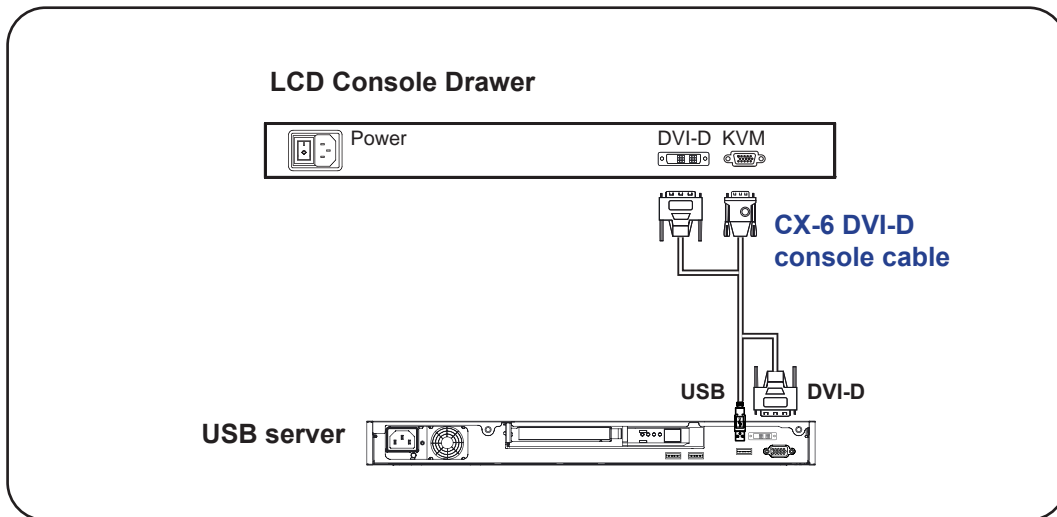 LCD Console Drawer
Power
DVI-D KVM
CX-6 DVI-D
console cable
USB
DVI-D
USB server